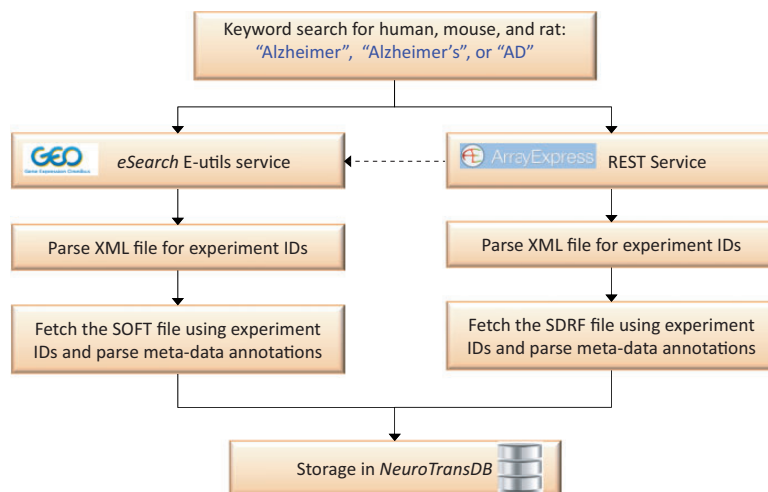 Keyword search for human, mouse, and rat:
“Alzheimer”, “Alzheimer’s”, or “AD”
GEO
Gene Expression Omnibus
eSearch E-utils service
ArrayExpress
REST Service
Parse XML file for experiment IDs
Parse XML file for experiment IDs
Fetch the SOFT file using experiment
IDs and parse meta-data annotations
Fetch the SDRF file using experiment
IDs and parse meta-data annotations
Storage in NeuroTransDB